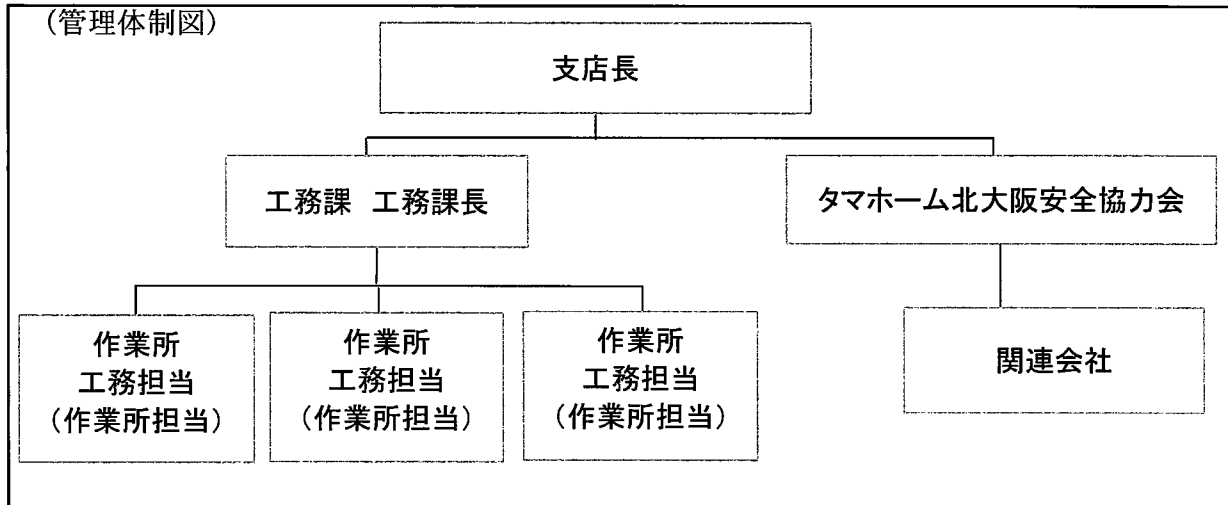 (管理体制図)
支店長
工務課 工務課長
タマホーム北大阪安全協力会
作業所
工務担当
(作業所担当)
作業所
工務担当
(作業所担当)
作業所
工務担当
(作業所担当)
関連会社